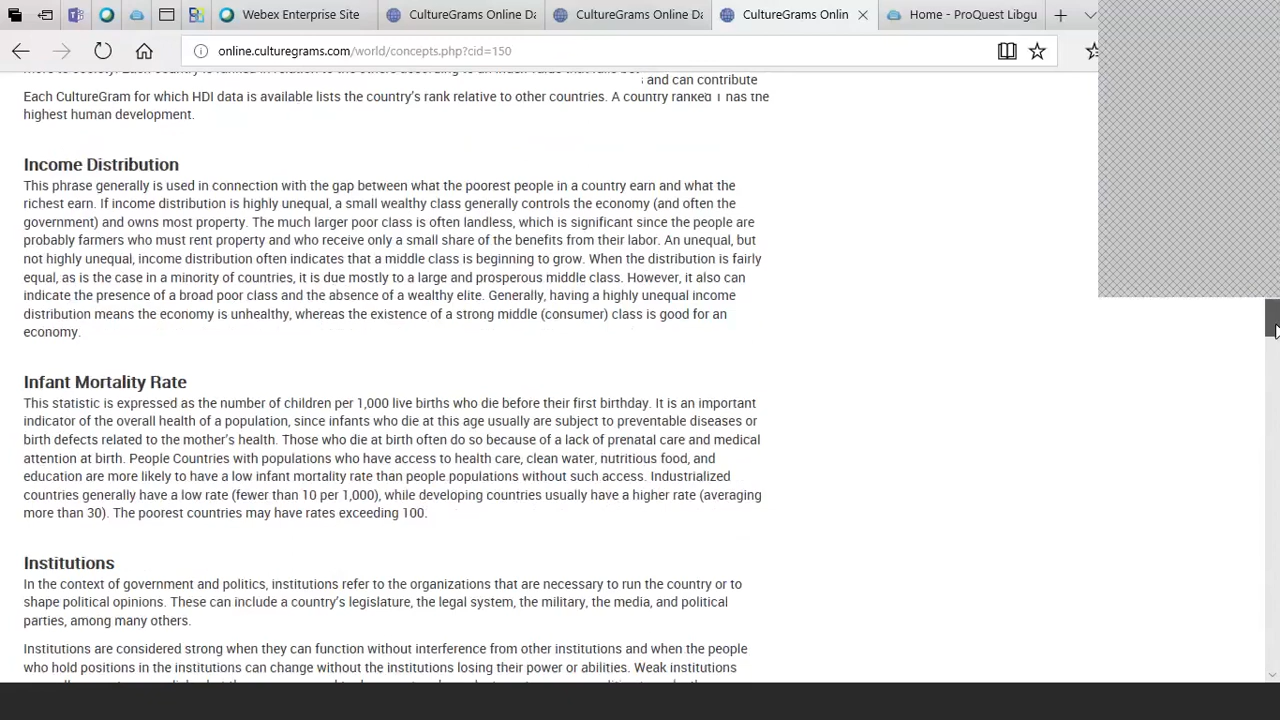 Webex Enterprise Site
CultureGrams Online Da
CultureGrams Online Da
CultureGrams Onlin
Home - ProQuest Libgu
online.culturegrams.com/world/concepts.php?cid=150
and can contribute
Each CultureGram for which HDI data is available lists the country's rank relative to other countries. A country ranked 1 has the
highest human development.
Income Distribution
This phrase generally is used in connection with the gap between what the poorest people in a country earn and what the
richest earn. If income distribution is highly unequal, a small wealthy class generally controls the economy (and often the
government) and owns most property. The much larger poor class is often landless, which is significant since the people are
probably farmers who must rent property and who receive only a small share of the benefits from their labor. An unequal, but
not highly unequal, income distribution often indicates that a middle class is beginning to grow. When the distribution is fairly
equal, as is the case in a minority of countries, it is due mostly to a large and prosperous middle class. However, it also can
indicate the presence of a broad poor class and the absence of a wealthy elite. Generally, having a highly unequal income
distribution means the economy is unhealthy, whereas the existence of a strong middle (consumer) class is good for an
economy.
Infant Mortality Rate
This statistic is expressed as the number of children per 1,000 live births who die before their first birthday. It is an important
indicator of the overall health of a population, since infants who die at this age usually are subject to preventable diseases or
birth defects related to the mother's health. Those who die at birth often do so because of a lack of prenatal care and medical
attention at birth. People Countries with populations who have access to health care, clean water, nutritious food, and
education are more likely to have a low infant mortality rate than people populations without such access. Industrialized
countries generally have a low rate (fewer than 10 per 1,000), while developing countries usually have a higher rate (averaging
more than 30). The poorest countries may have rates exceeding 100.
Institutions
In the context of government and politics, institutions refer to the organizations that are necessary to run the country or to
shape political opinions. These can include a country's legislature, the legal system, the military, the media, and political
parties, among many others.
Institutions are considered strong when they can function without interference from other institutions and when the people
who hold positions in the institutions can change without the institutions losing their power or abilities. Weak institutions